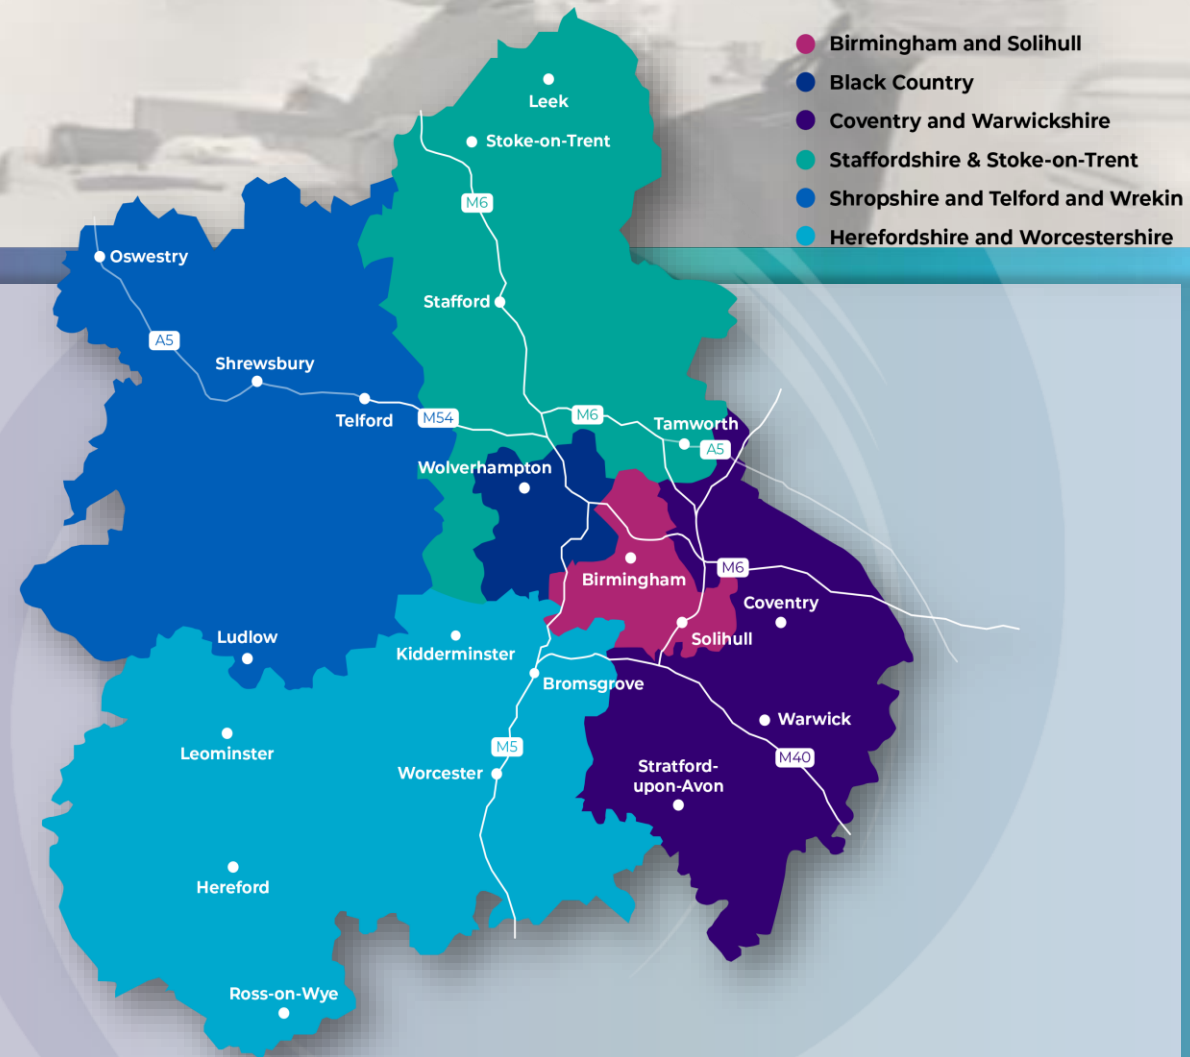 Birmingham and Solihull
Black Country
Coventry and Warwickshire
Staffordshire & Stoke-on-Trent
Shropshire and Telford and Wrekin
Herefordshire and Worcestershire
Leek
Stoke-on-Trent
M6
Oswestry
Stafford
A5
Shrewsbury
Telford
M54
M6
Tamworth
A5
Wolverhampton
Birmingham
M6
Coventry
Solihull
Ludlow
Kidderminster
Bromsgrove
Warwick
Leominster
M5
M40
Worcester
Stratford-
upon-Avon
Hereford
Ross-on-Wye